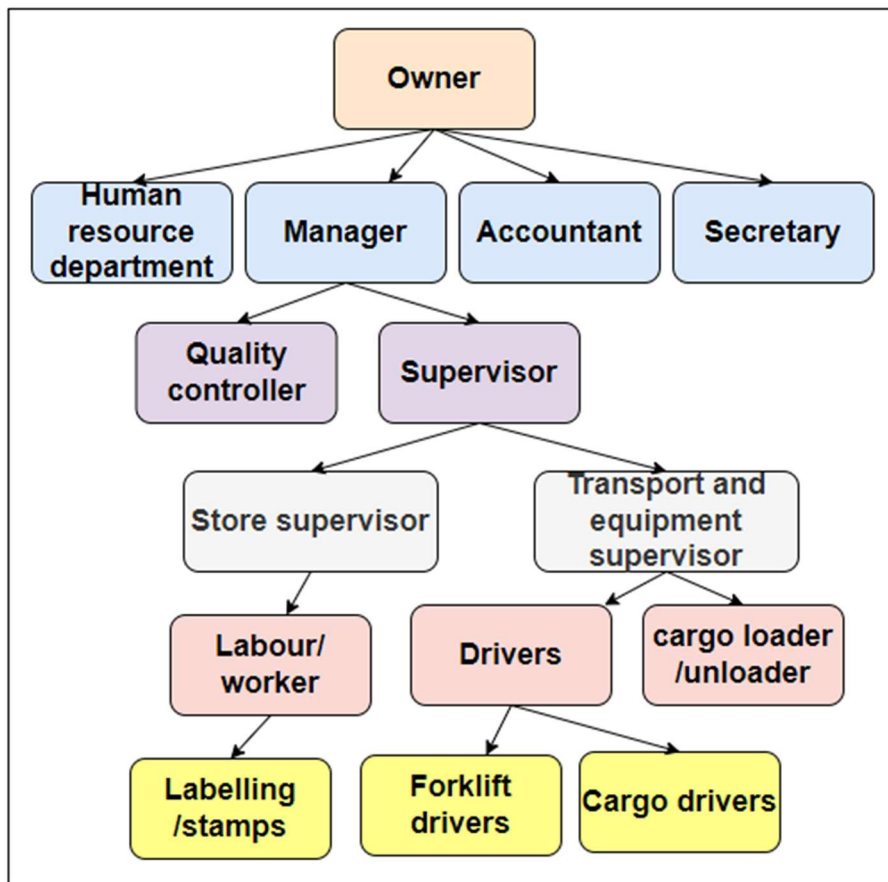 Owner
Human
resource
department
Manager
Accountant
Secretary
Quality
controller
Supervisor
Store supervisor
Transport and
equipment
supervisor
Labour/
worker
Drivers
cargo loader
/unloader
Labelling
/stamps
Forklift
drivers
Cargo drivers